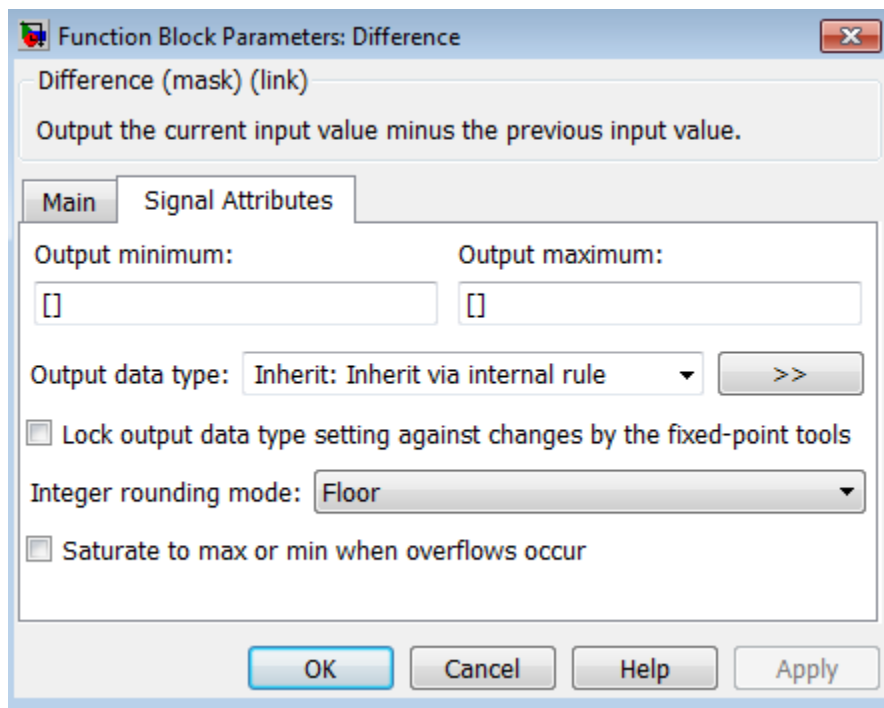 Function Block Parameters: Difference
Difference (mask) (link)
Output the current input value minus the previous input value.
Main Signal Attributes
Output minimum: Output maximum:
[] []
Output data type: Inherit: Inherit via internal rule >>
Lock output data type setting against changes by the fixed-point tools
Integer rounding mode: Floor
Saturate to max or min when overflows occur
OK Cancel Help Apply